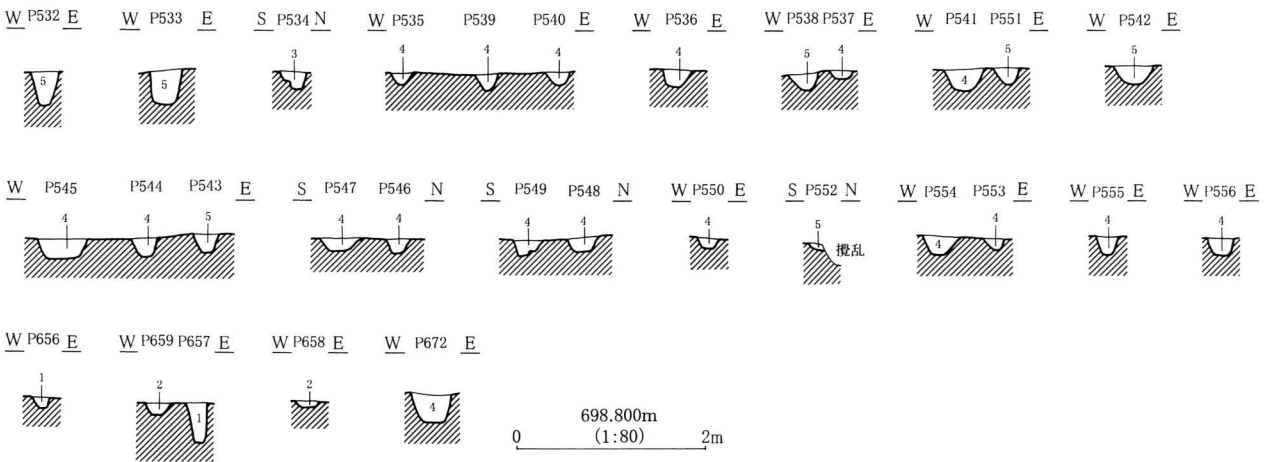 W P532 E W P533 E S P534 N W P535 P539 P540 E W P536 E W P538 P537 E W P541 P551 E W P542 E
3 4 4 4 4 5 4 5 5
5 5 4
W P545 P544 P543 E S P547 P546 N S P549 P548 N W P550 E S P552 N W P554 P553 E W P555 E W P556 E
4 4 5 4 4 4 4 4 5 4 4 4
4 攪乱
W P656 E W P659 P657 E W P658 E W P672 E
1 2 2
1 4
698.800m
0 (1:80) 2m